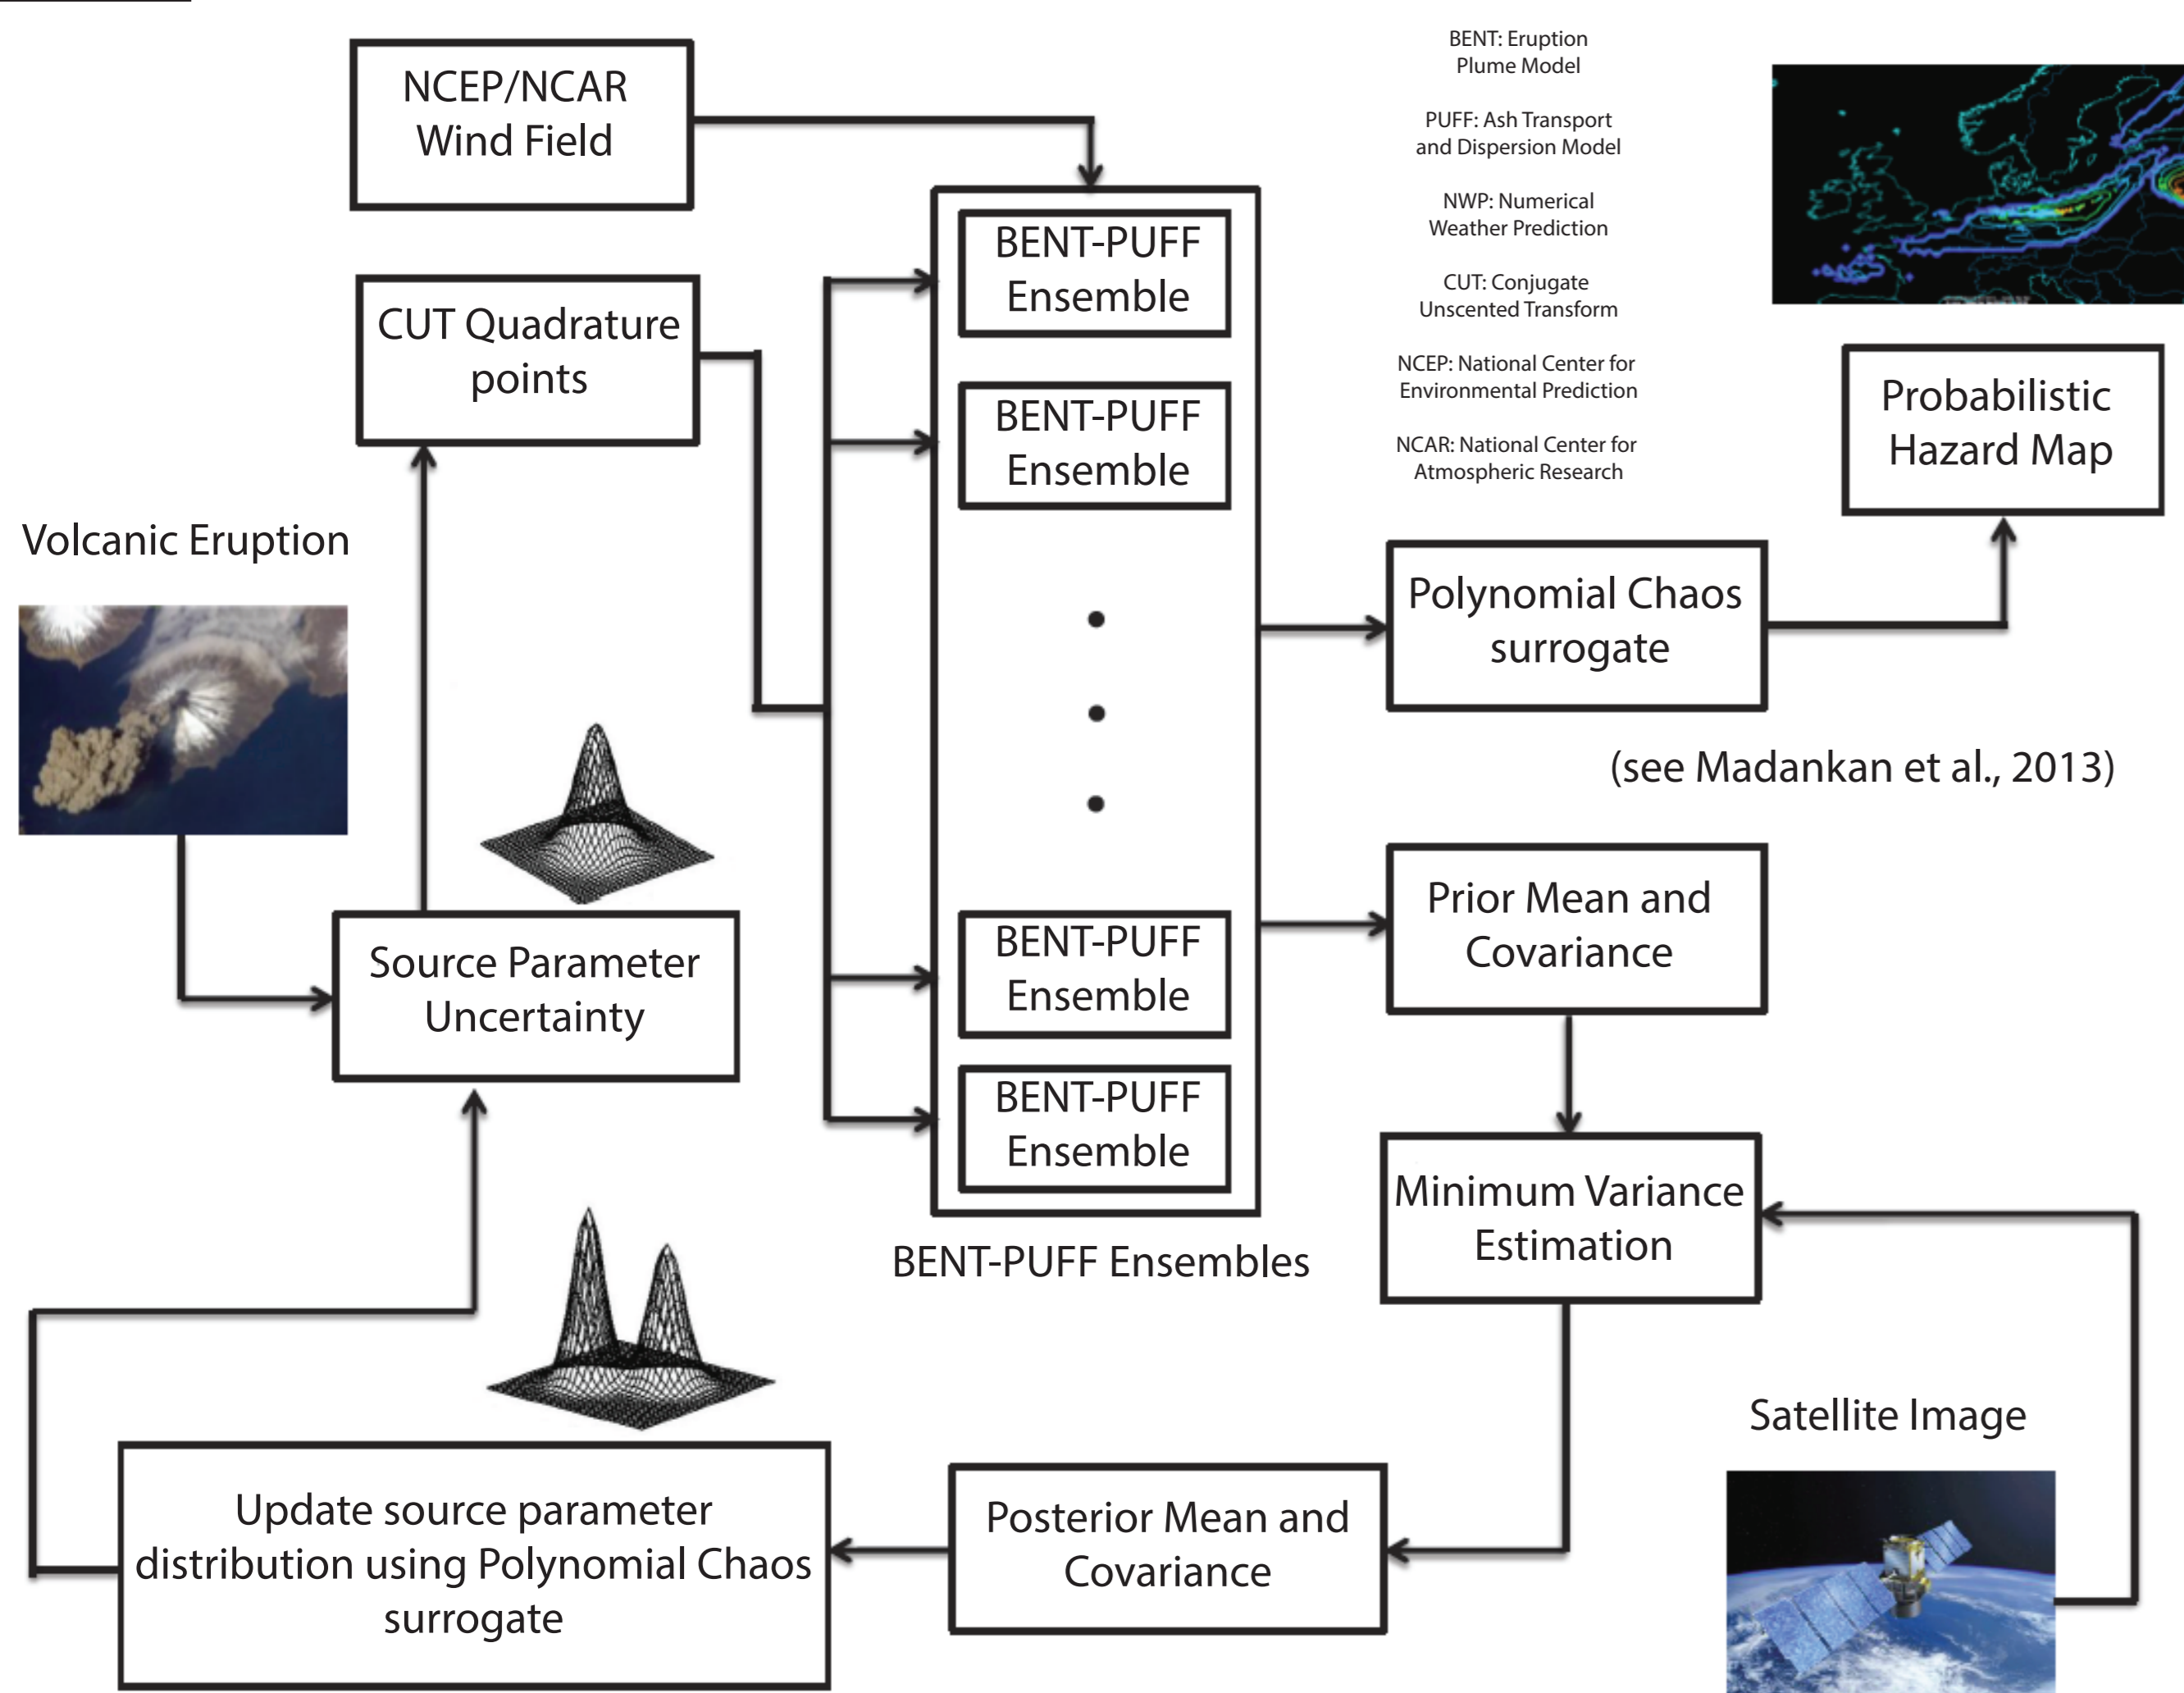 NCEP/NCAR
Wind Field
BENT: Eruption
Plume Model
PUFF: Ash Transport
and Dispersion Model
NWP: Numerical
Weather Prediction
CUT: Conjugate
Unscented Transform
NCEP: National Center for
Environmental Prediction
NCAR: National Center for
Atmospheric Research
CUT Quadrature
points
BENT-PUFF
Ensemble
BENT-PUFF
Ensemble
Probabilistic
Hazard Map
Volcanic Eruption
Polynomial Chaos
surrogate
(see Madankan et al., 2013)
Source Parameter
Uncertainty
BENT-PUFF
Ensemble
BENT-PUFF
Ensemble
Prior Mean and
Covariance
Minimum Variance
Estimation
BENT-PUFF Ensembles
Satellite Image
Update source parameter
distribution using Polynomial Chaos
surrogate
Posterior Mean and
Covariance